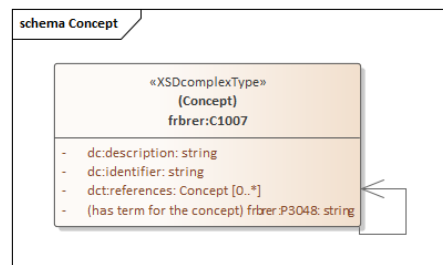 schema Concept
«XSDcomplexType»
(Concept)
frbrer:C1007
- dc:description: string
- dc:identifier: string
- dct:references: Concept [0..*]
- (has term for the concept) frbrer:P3048: string